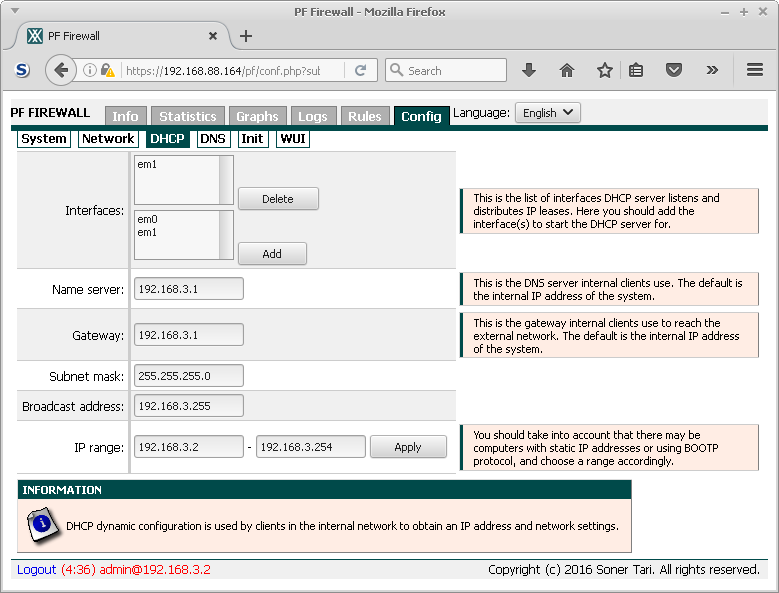 PF Firewall - Mozilla Firefox
PF Firewall
https://192.168.88.164/pf/conf.php?sub
Search
PF FIREWALL Info Statistics Graphs Logs Rules Config Language: English
System Network DHCP DNS Init WUI
Interfaces:
em1
Delete
em0
em1
Add
This is the list of interfaces DHCP server listens and
distributes IP leases. Here you should add the
interface(s) to start the DHCP server for.
Name server: 192.168.3.1
This is the DNS server internal clients use. The default is
the internal IP address of the system.
Gateway: 192.168.3.1
This is the gateway internal clients use to reach the
external network. The default is the internal IP address
of the system.
Subnet mask: 255.255.255.0
Broadcast address: 192.168.3.255
IP range: 192.168.3.2 - 192.168.3.254 Apply
You should take into account that there may be
computers with static IP addresses or using BOOTP
protocol, and choose a range accordingly.
INFORMATION
DHCP dynamic configuration is used by clients in the internal network to obtain an IP address and network settings.
Logout (4:36) admin@192.168.3.2
Copyright (c) 2016 Soner Tari. All rights reserved.